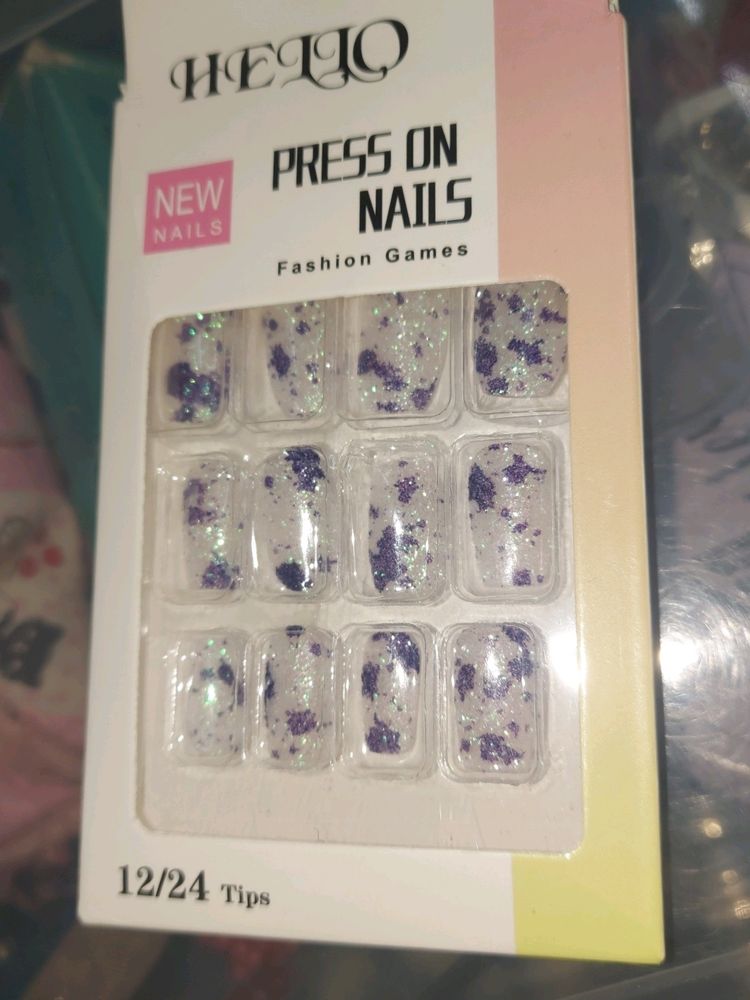 HELLO
PRESS ON
NAILS
NEW
NAILS
Fashion Games
12/24 Tips